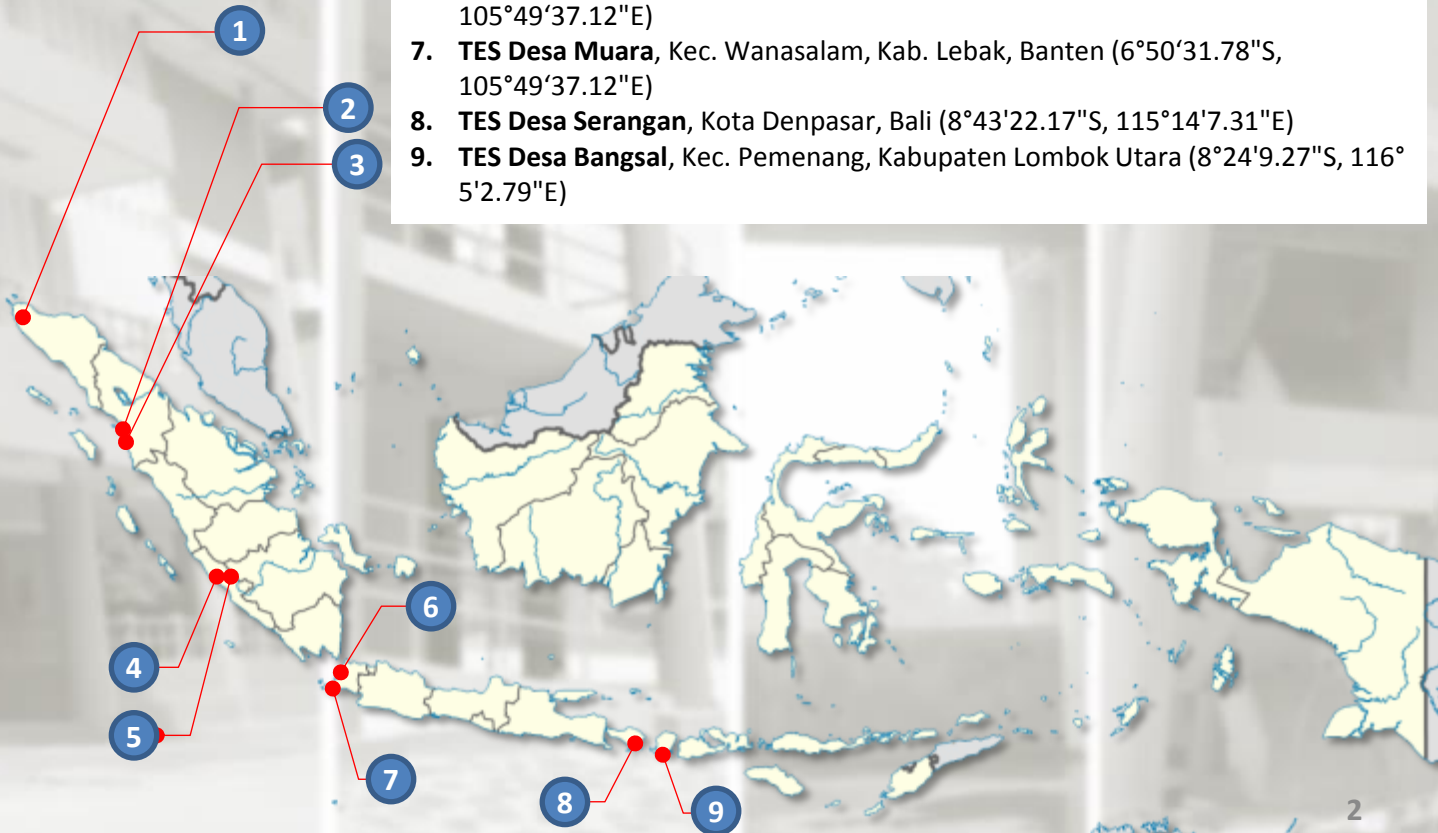 105°49‘37.12"E)
7. TES Desa Muara, Kec. Wanasalam, Kab. Lebak, Banten (6°50‘31.78"S,
105°49‘37.12"E)
8. TES Desa Serangan, Kota Denpasar, Bali (8°43'22.17"S, 115°14'7.31"E)
9. TES Desa Bangsal, Kec. Pemenang, Kabupaten Lombok Utara (8°24'9.27"S, 116°
5'2.79"E)
1
2
3
4
5
6
7
8
9
2